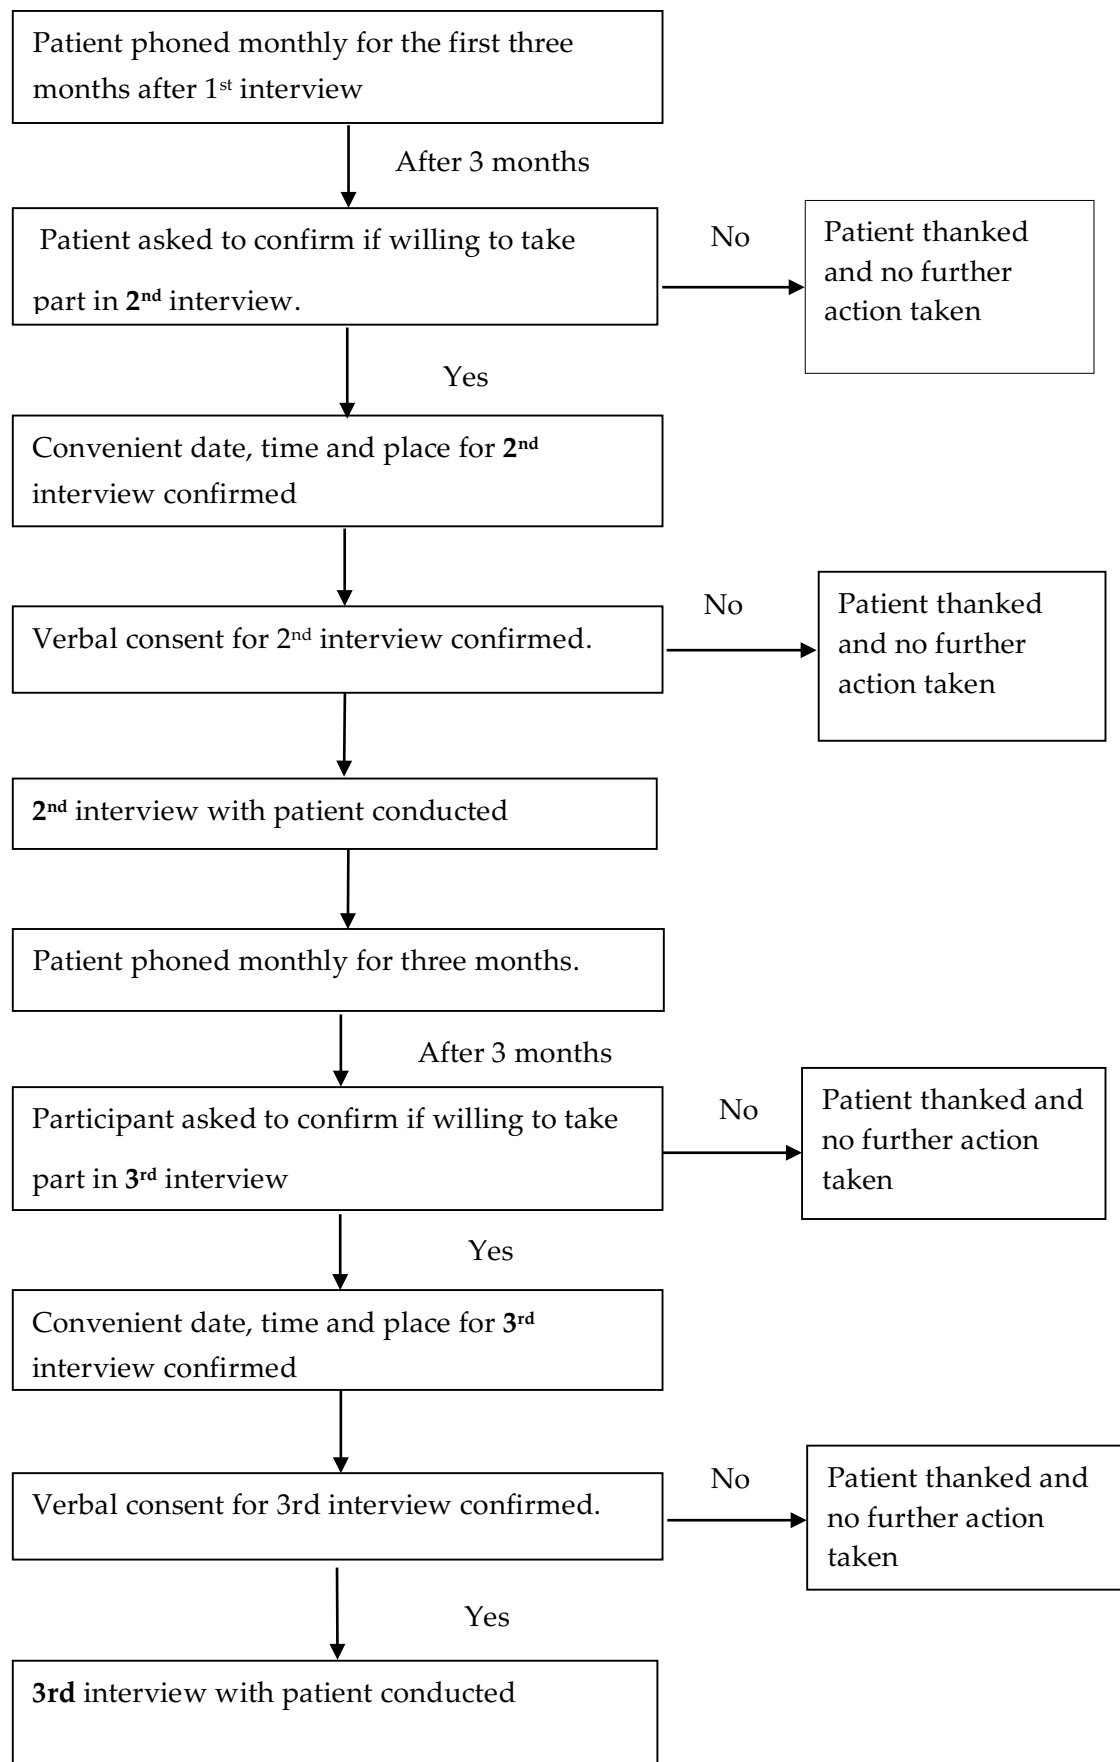 Patient phoned monthly for the first three
months after 1st interview
After 3 months
Patient asked to confirm if willing to take
part in 2nd interview.
No
Patient thanked
and no further
action taken
Yes
Convenient date, time and place for 2nd
interview confirmed
Verbal consent for 2nd interview confirmed.
No
Patient thanked
and no further
action taken
2nd interview with patient conducted
Patient phoned monthly for three months.
After 3 months
Participant asked to confirm if willing to take
part in 3rd interview
No
Patient thanked and
no further action
taken
Yes
Convenient date, time and place for 3rd
interview confirmed
Verbal consent for 3rd interview confirmed.
No
Patient thanked and
no further action
taken
Yes
3rd interview with patient conducted